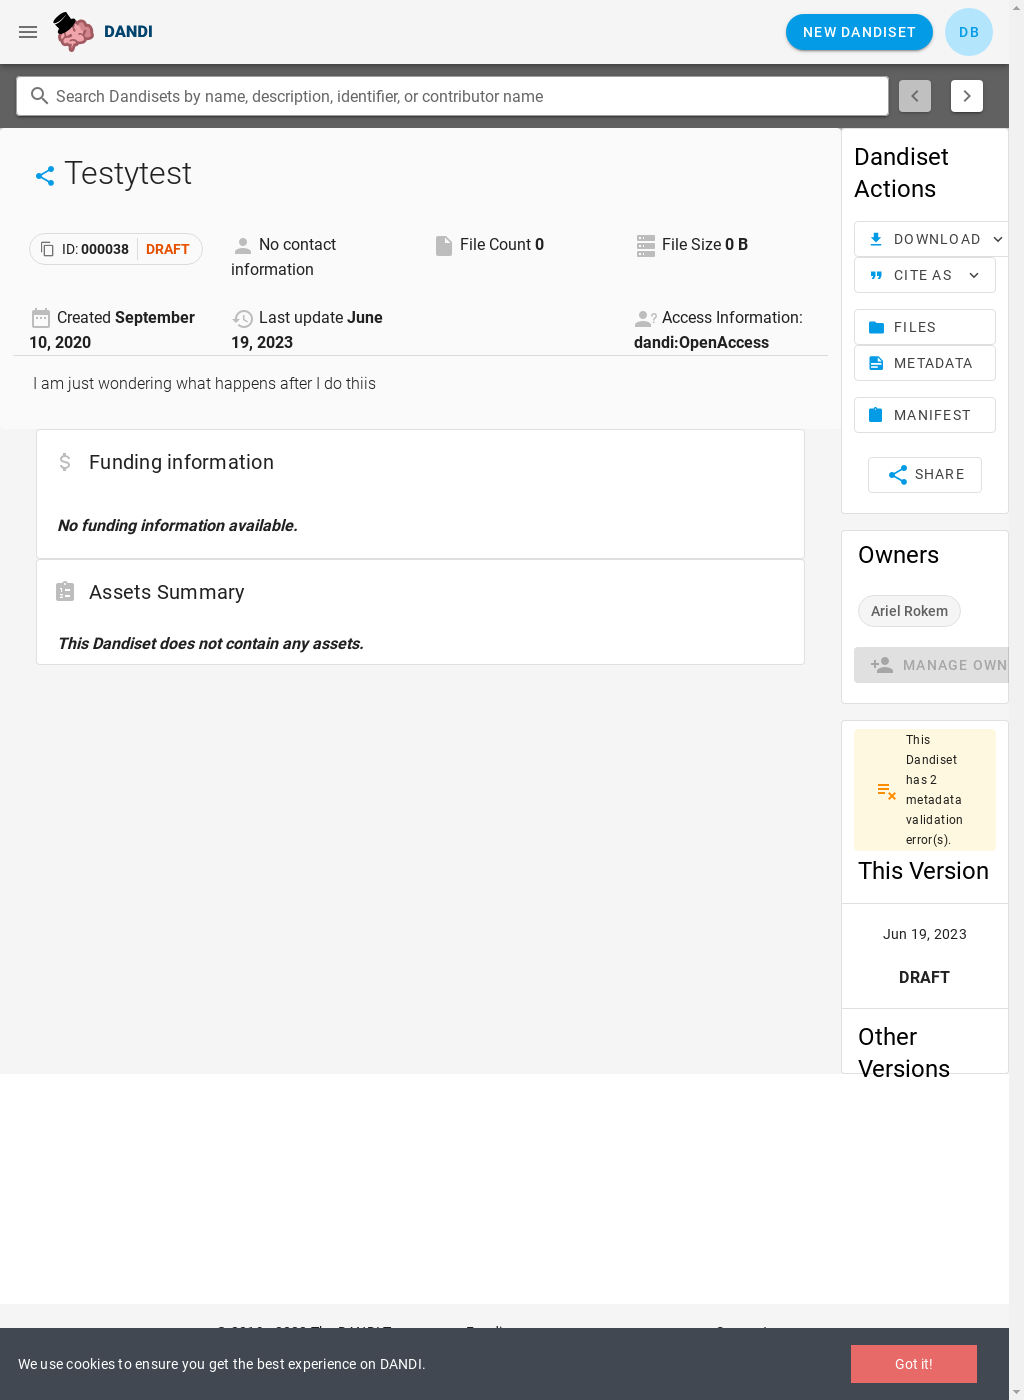 DANDI
NEW DANDISET
DB
Search Dandisets by name, description, identifier, or contributor name
Testytest
ID: 000038 DRAFT
No contact
information
File Count 0
File Size 0 B
Created September
10, 2020
Last update June
19, 2023
Access Information:
dandi:OpenAccess
I am just wondering what happens after I do thiis
Funding information
No funding information available.
Assets Summary
This Dandiset does not contain any assets.
Dandiset
Actions
DOWNLOAD
CITE AS
FILES
METADATA
MANIFEST
SHARE
Owners
Ariel Rokem
MANAGE OWN
This
Dandiset
has 2
metadata
validation
error(s).
This Version
Jun 19, 2023
DRAFT
Other
Versions
We use cookies to ensure you get the best experience on DANDI.
Got it!